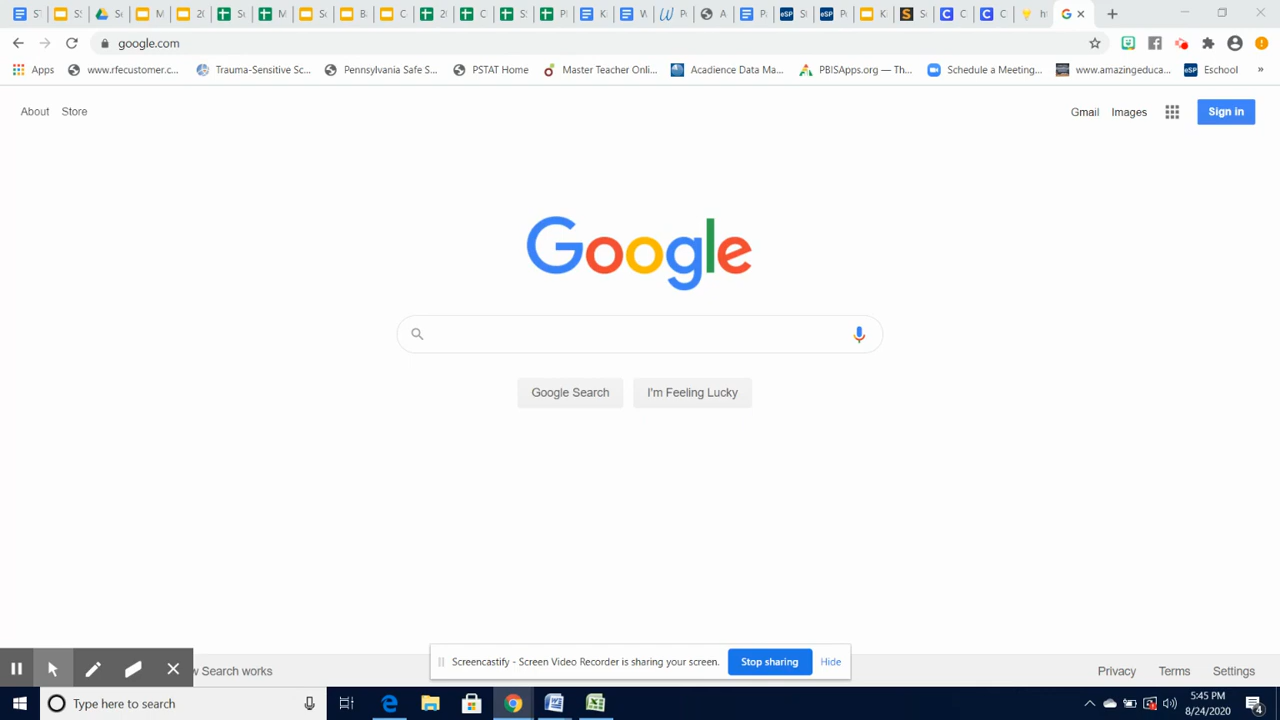 google.com
Apps www.rfecustomer.c... Trauma-Sensitive Sc... Pennsylvania Safe S... PSTAT Home Master Teacher Onli... Acadience Data Ma... PBISApps.org — Th... Schedule a Meeting... www.amazingeduca... Eschool »
About Store Gmail Images Sign in
Google
Google Search I'm Feeling Lucky
Screencastify - Screen Video Recorder is sharing your screen. Stop sharing Hide
w Search works Privacy Terms Settings
Type here to search
5:45 PM
8/24/2020
4